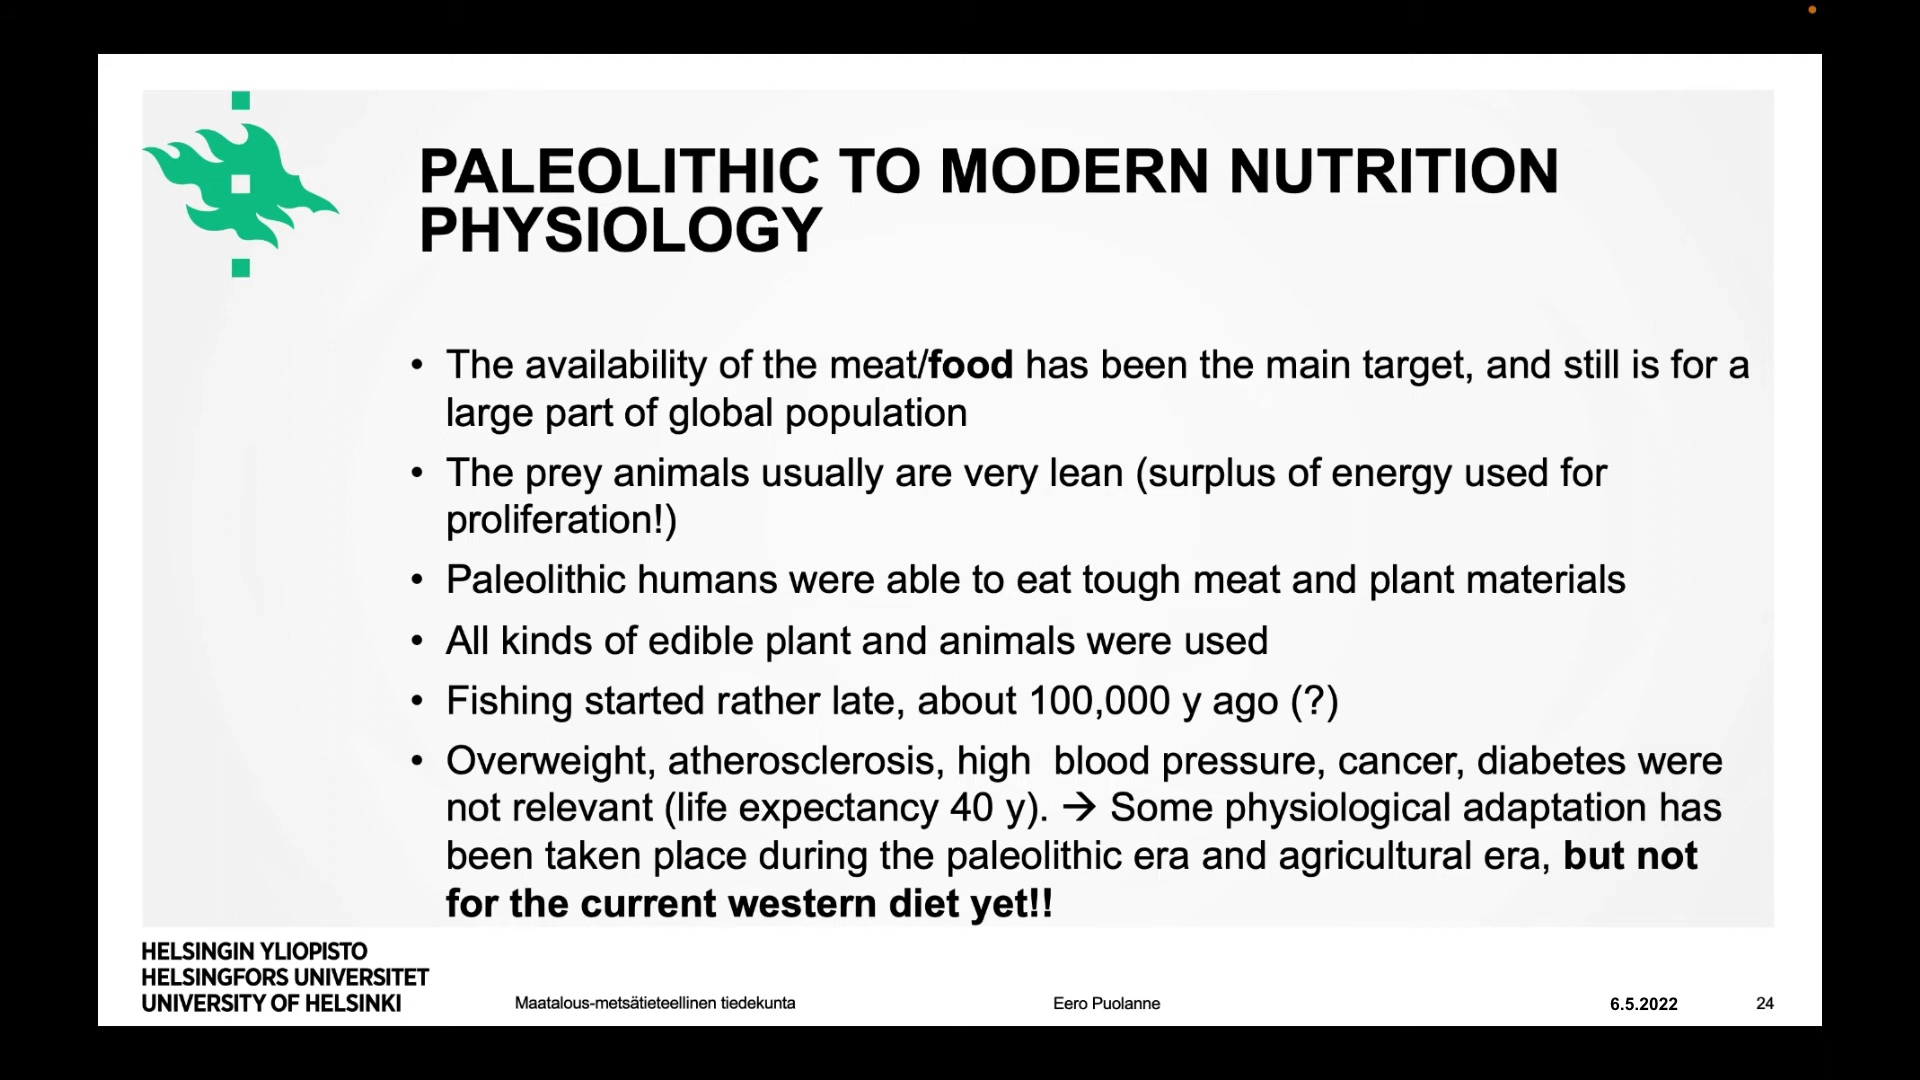 PALEOLITHIC TO MODERN NUTRITION
PHYSIOLOGY
• The availability of the meat/food has been the main target, and still is for a
large part of global population
• The prey animals usually are very lean (surplus of energy used for
proliferation!)
• Paleolithic humans were able to eat tough meat and plant materials
• All kinds of edible plant and animals were used
• Fishing started rather late, about 100,000 y ago (?)
• Overweight, atherosclerosis, high  blood pressure, cancer, diabetes were
not relevant (life expectancy 40 y). → Some physiological adaptation has
been taken place during the paleolithic era and agricultural era, but not
for the current western diet yet!!
HELSINGIN YLIOPISTO
HELSINGFORS UNIVERSITET
UNIVERSITY OF HELSINKI
Maatalous-metsätieteellinen tiedekunta
Eero Puolanne
6.5.2022
24